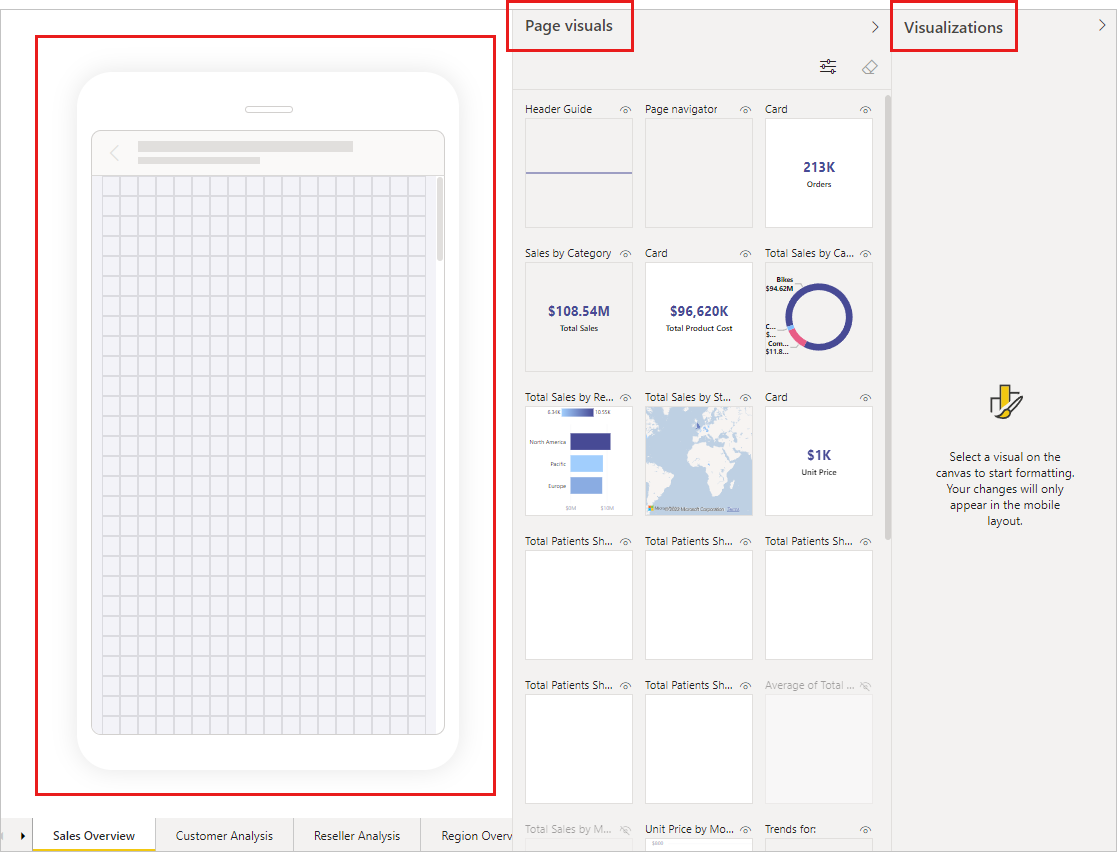 Page visuals
Visualizations
Header Guide
Page navigator
Card
213K
Orders
Sales by Category
Card
Total Sales by Ca...
$108.54M
Total Sales
$96,620K
Total Product Cost
Bikes
$94.62M
C...
$...
Com...
$11.8...
Total Sales by Re...
Total Sales by St...
Card
8.34K
10.55K
North America
Pacific
Europe
$0M
$10M
Microsoft Corporation
Terms
$1K
Unit Price
Select a visual on the
canvas to start formatting.
Your changes will only
appear in the mobile
layout.
Total Patients Sh...
Total Patients Sh...
Total Patients Sh...
Total Patients Sh...
Total Patients Sh...
Average of Total ...
Total Sales by M...
Unit Price by Mo...
Trends for:
$600
Sales Overview
Customer Analysis
Reseller Analysis
Region Overv